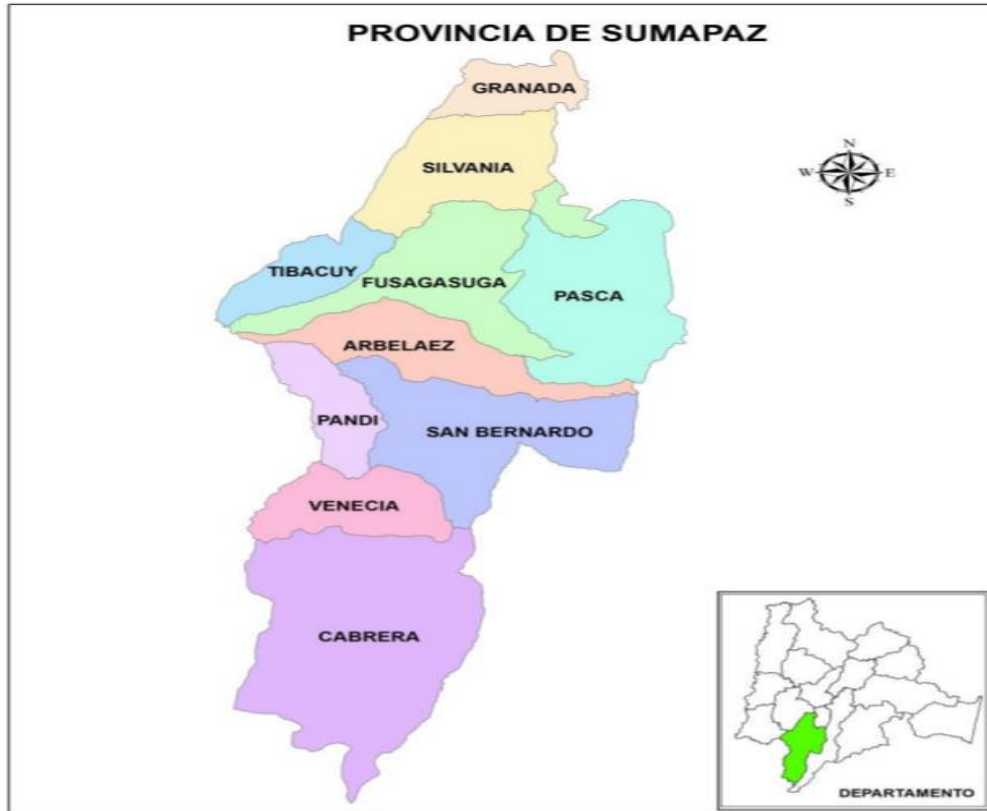 PROVINCIA DE SUMAPAZ
GRANADA
N
SILVANIA
W E
S
TIBACUY
FUSAGASUGA
PASCA
ARBELAEZ
PANDI
SAN BERNARDO
VENECIA
CABRERA
DEPARTAMENTO